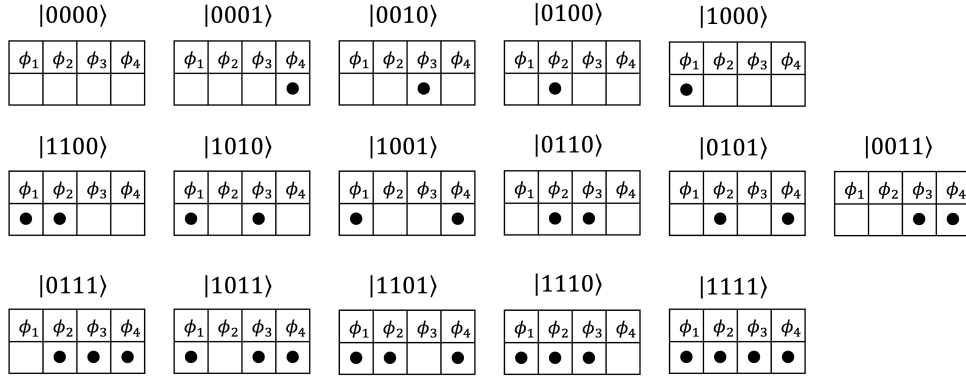 |0000⟩ |0001⟩ |0010⟩ |0100⟩ |1000⟩
ϕ₁ ϕ₂ ϕ₃ ϕ₄ ϕ₁ ϕ₂ ϕ₃ ϕ₄ ϕ₁ ϕ₂ ϕ₃ ϕ₄ ϕ₁ ϕ₂ ϕ₃ ϕ₄ ϕ₁ ϕ₂ ϕ₃ ϕ₄
|1100⟩ |1010⟩ |1001⟩ |0110⟩ |0101⟩ |0011⟩
ϕ₁ ϕ₂ ϕ₃ ϕ₄ ϕ₁ ϕ₂ ϕ₃ ϕ₄ ϕ₁ ϕ₂ ϕ₃ ϕ₄ ϕ₁ ϕ₂ ϕ₃ ϕ₄ ϕ₁ ϕ₂ ϕ₃ ϕ₄ ϕ₁ ϕ₂ ϕ₃ ϕ₄
|0111⟩ |1011⟩ |1101⟩ |1110⟩ |1111⟩
ϕ₁ ϕ₂ ϕ₃ ϕ₄ ϕ₁ ϕ₂ ϕ₃ ϕ₄ ϕ₁ ϕ₂ ϕ₃ ϕ₄ ϕ₁ ϕ₂ ϕ₃ ϕ₄ ϕ₁ ϕ₂ ϕ₃ ϕ₄